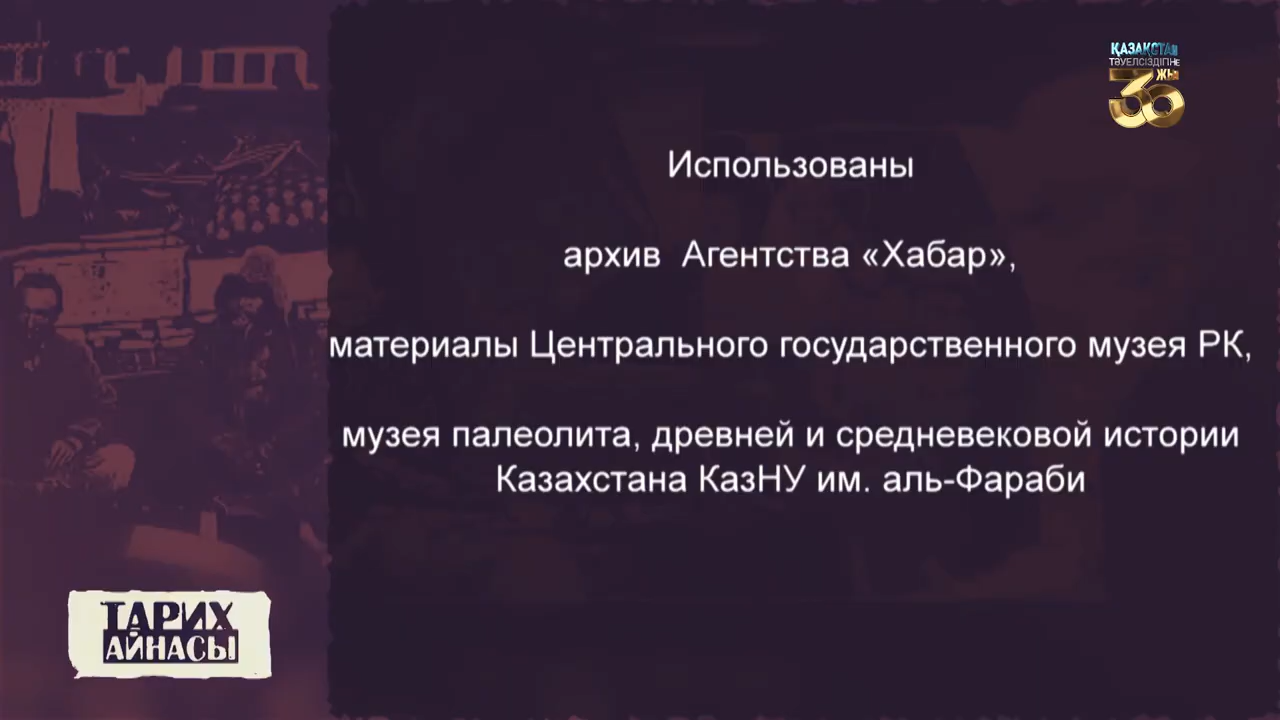 ҚАЗАҚСТАН
ТӘУЕЛСІЗДІГІНЕ
30 ЖЫЛ
Использованы
архив Агентства «Хабар»,
материалы Центрального государственного музея РК,
музея палеолита, древней и средневековой истории
Казахстана КазНУ им. аль-Фараби
ТАРИХ
АЙНАСЫ